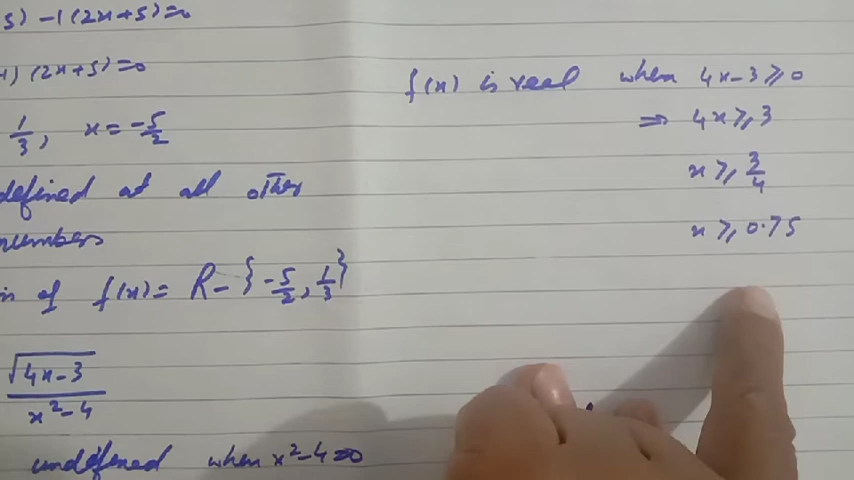 5) -1(2x+5)=0
(2x+5)=0
1/3, x = -5/2
defined at all other
numbers
of f(x) = R - {-5/2, 1/3}
√(4x-3)/(x²-4)
undefined when x²-4=0
f(x) is real when 4x-3 ≥ 0
⇒ 4x ≥ 3
x ≥ 3/4
x ≥ 0.75